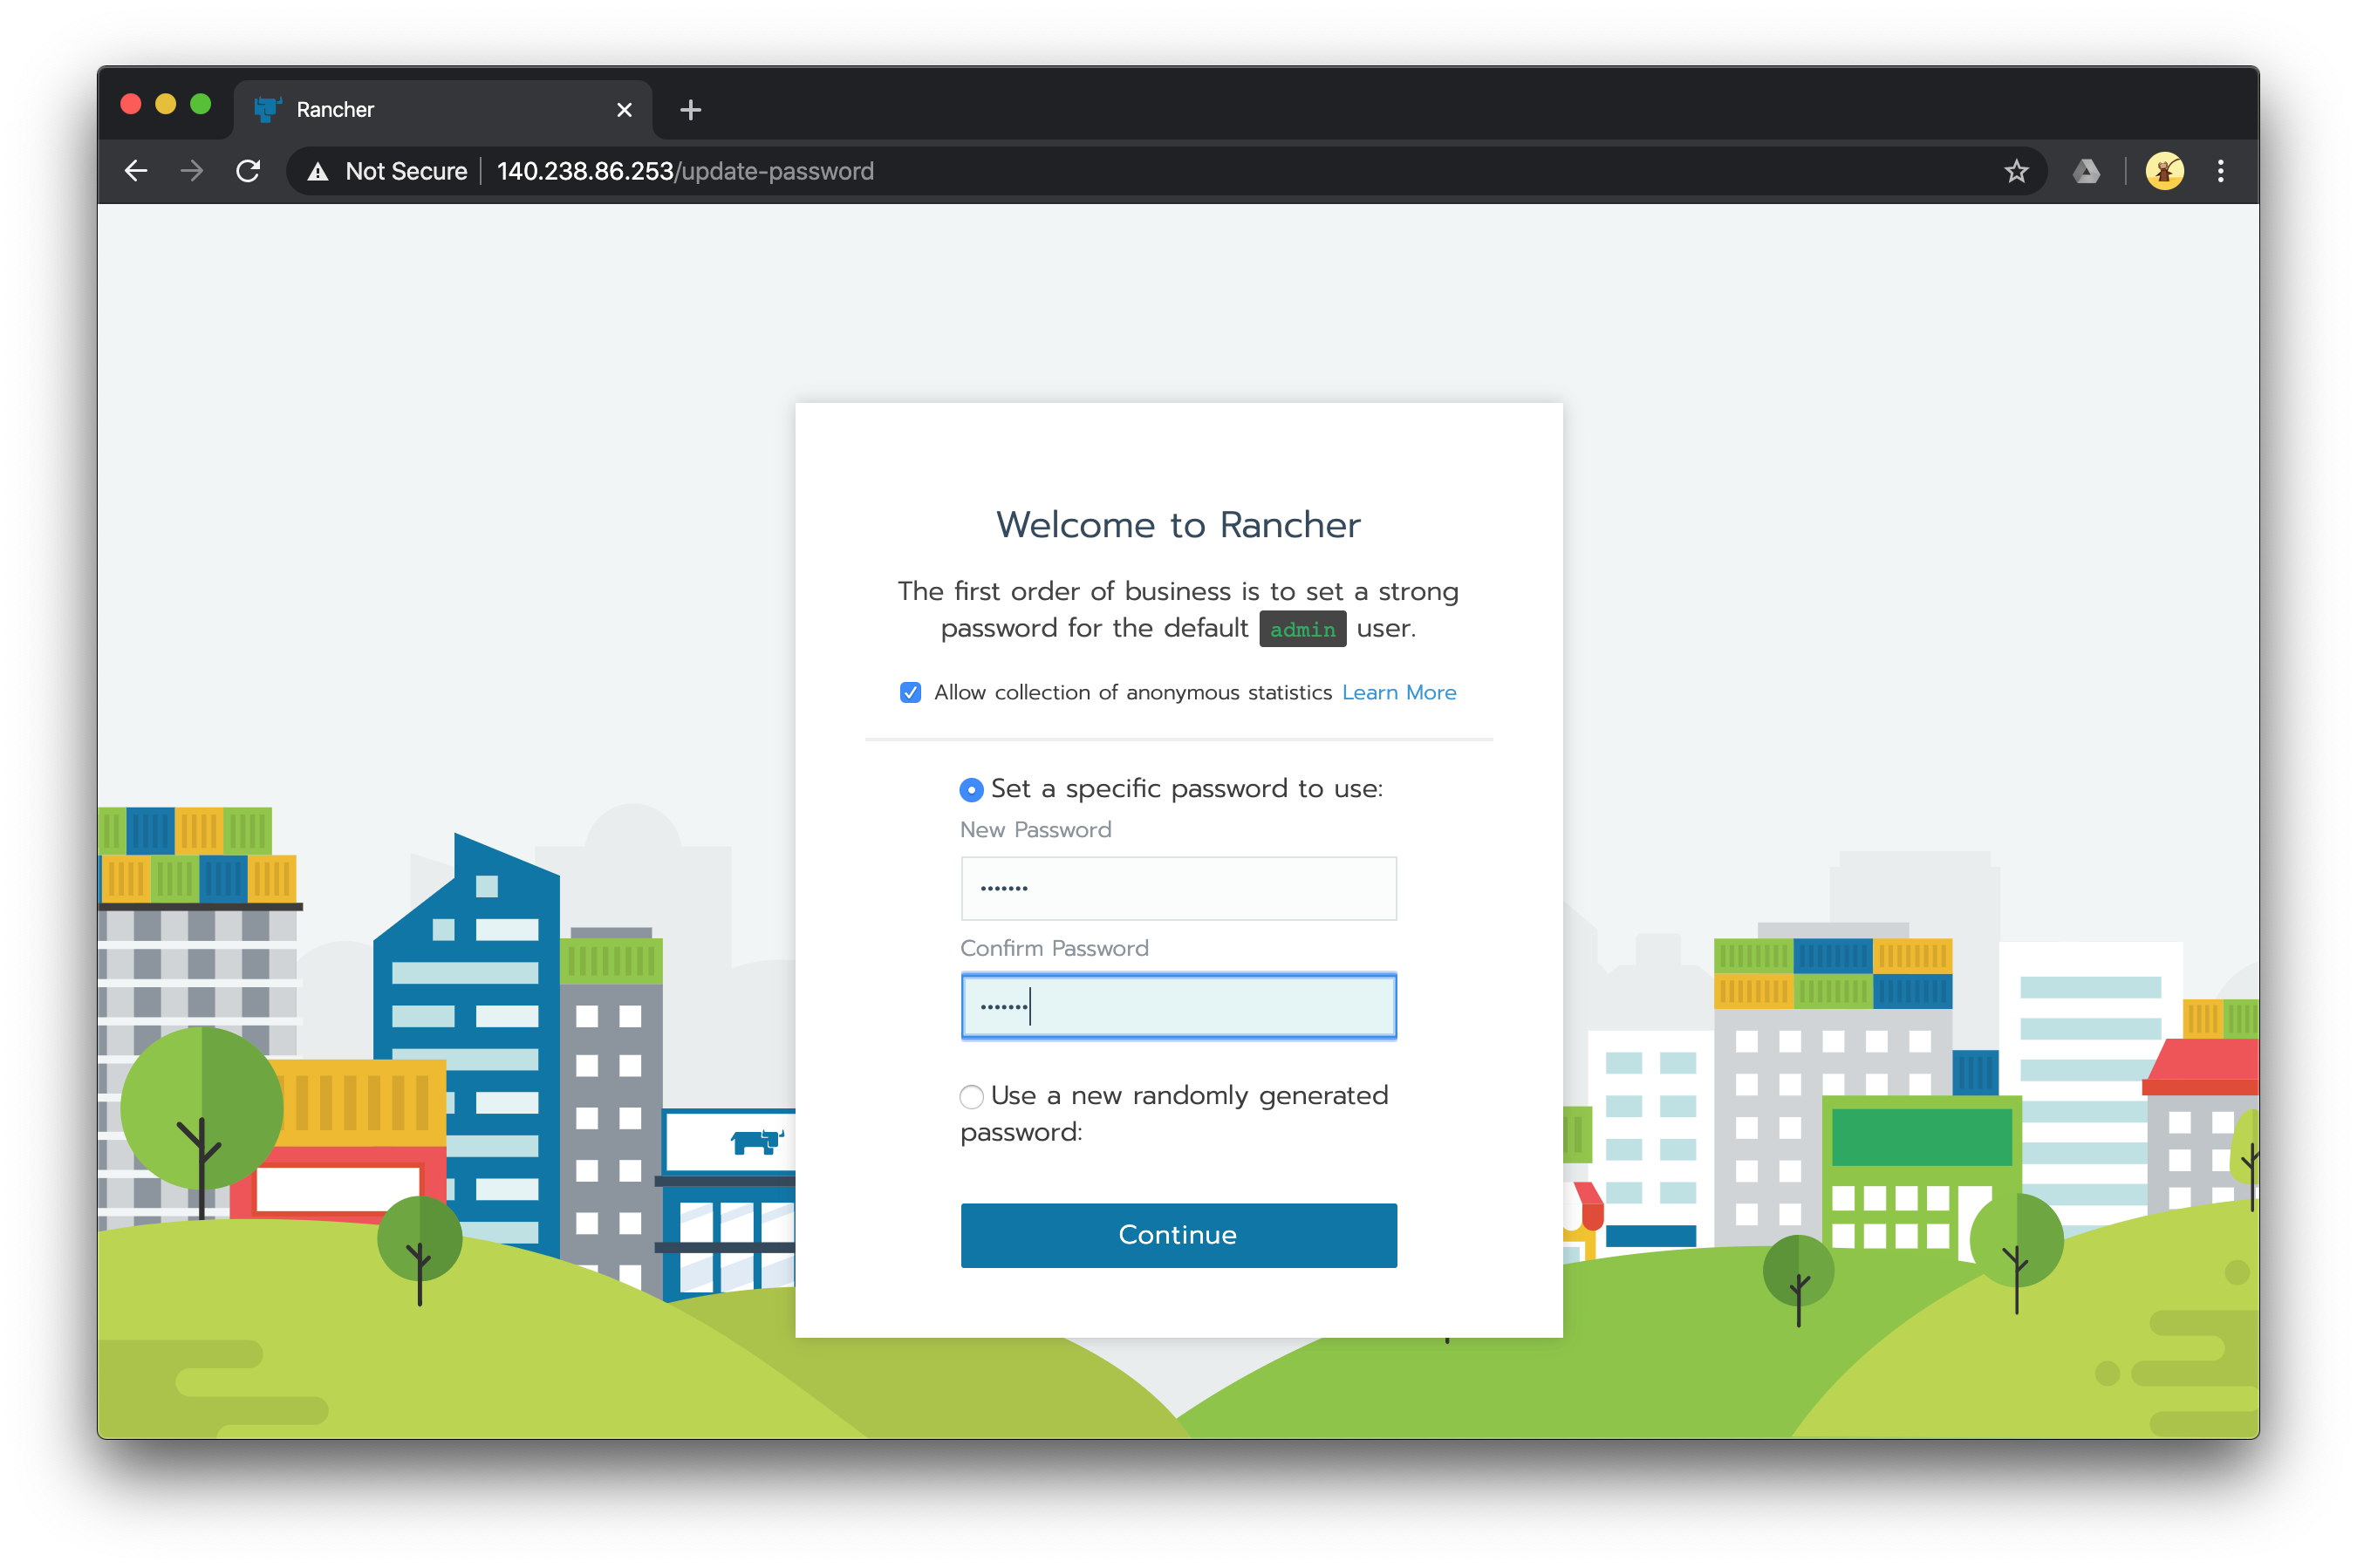 Rancher
Not Secure 140.238.86.253/update-password
Welcome to Rancher
The first order of business is to set a strong
password for the default admin user.
Allow collection of anonymous statistics Learn More
Set a specific password to use:
New Password
•••••••
Confirm Password
•••••••
Use a new randomly generated
password:
Continue